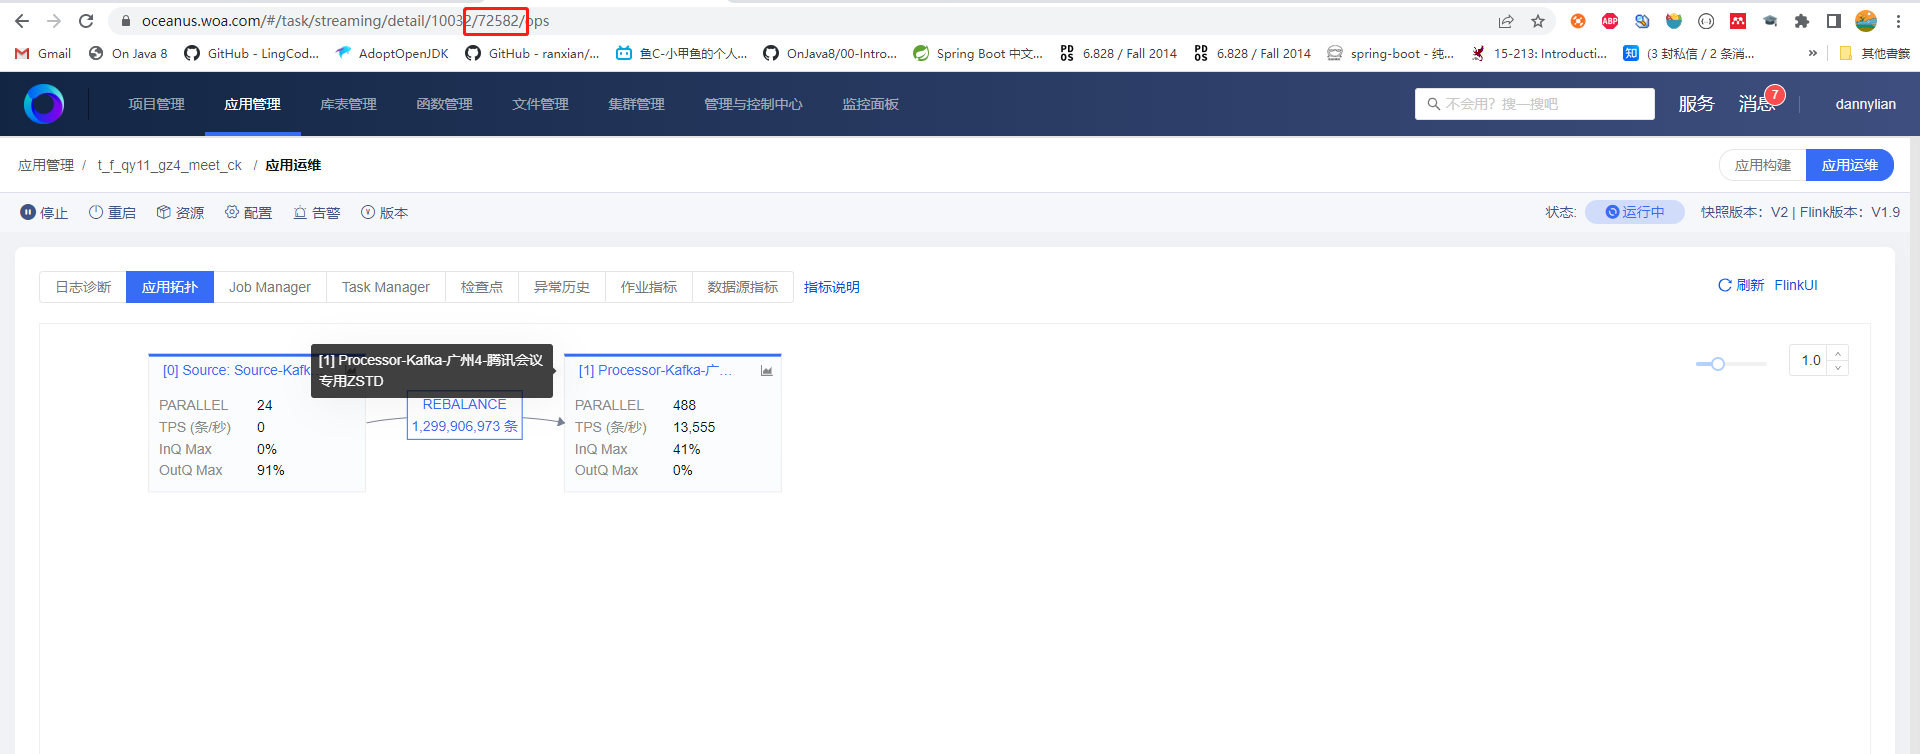 oceanus.woa.com/#/task/streaming/detail/10032/72582/ops
Gmail
On Java 8
GitHub - LingCod...
AdoptOpenJDK
GitHub - ranxian/...
鱼C-小甲鱼的个人...
OnJava8/00-Intro...
Spring Boot 中文...
PD
OS
6.828 / Fall 2014
PD
OS
6.828 / Fall 2014
spring-boot - 纯...
15-213: Introducti...
知
(3 封私信 / 2 条消...
»
其他書籤
ABP
项目管理
应用管理
库表管理
函数管理
文件管理
集群管理
管理与控制中心
监控面板
不会用? 搜一搜吧
服务
消息
7
dannylian
应用管理 / t_f_qy11_gz4_meet_ck / 应用运维
应用构建
应用运维
停止
重启
资源
配置
告警
版本
状态:
运行中
快照版本: V2 | Flink版本: V1.9
日志诊断
应用拓扑
Job Manager
Task Manager
检查点
异常历史
作业指标
数据源指标
指标说明
刷新
FlinkUI
[0] Source: Source-Kafk
PARALLEL 24
TPS (条/秒) 0
InQ Max 0%
OutQ Max 91%
[1] Processor-Kafka-广州4-腾讯会议
专用ZSTD
REBALANCE
1,299,906,973 条
[1] Processor-Kafka-广...
PARALLEL 488
TPS (条/秒) 13,555
InQ Max 41%
OutQ Max 0%
1.0